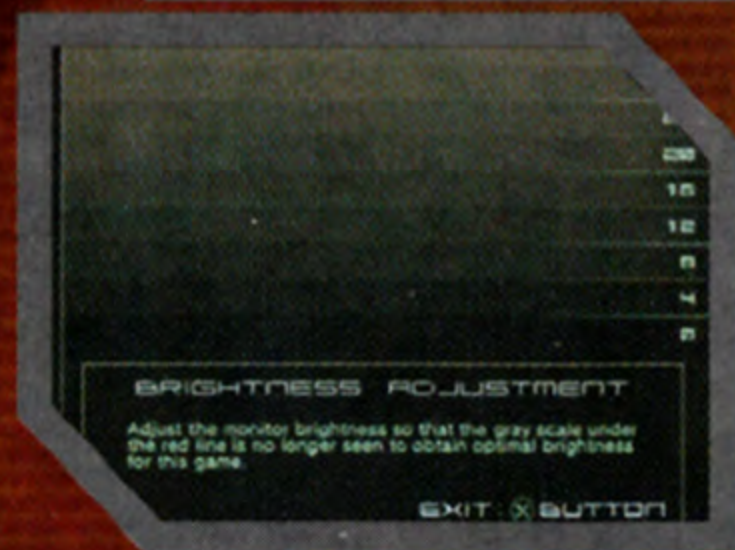 20
16
12
8
4
0
BRIGHTNESS ADJUSTMENT
Adjust the monitor brightness so that the gray scale under
the red line is no longer seen to obtain optimal brightness
for this game.
EXIT : X BUTTON